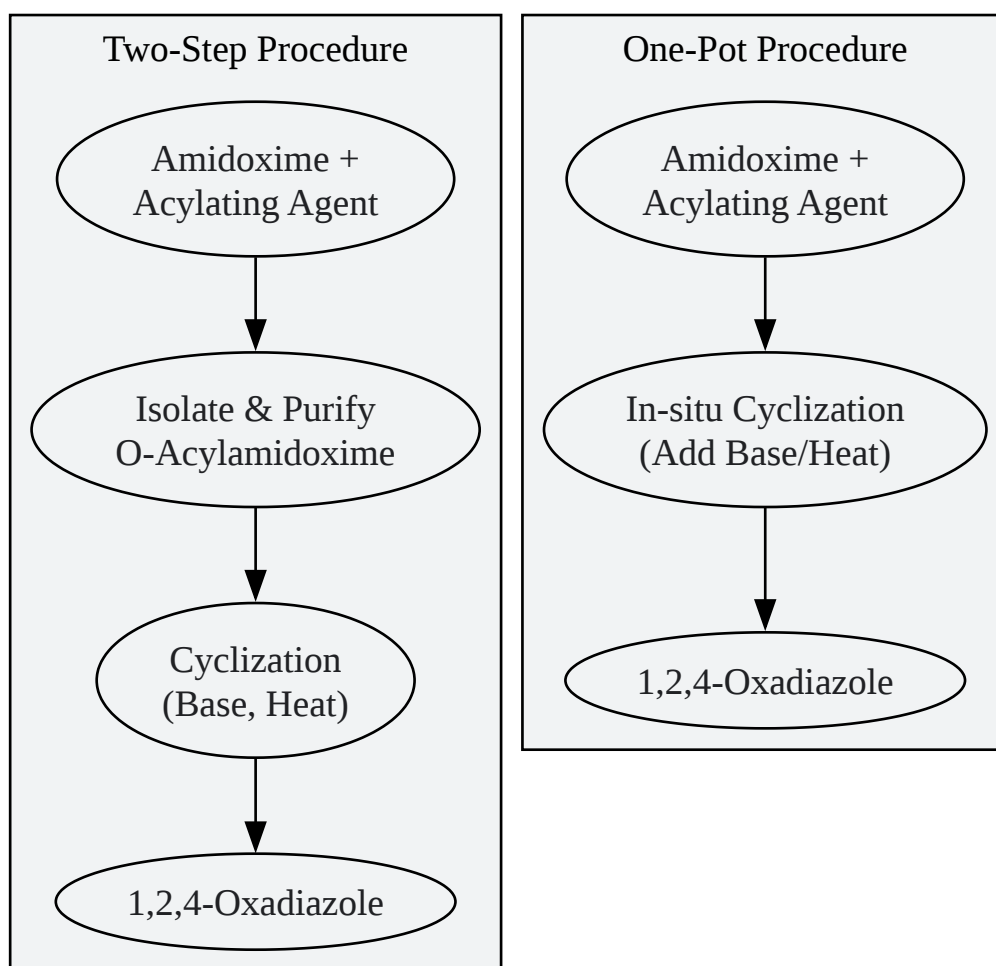 Two-Step Procedure
Amidoxime +
Acylating Agent
Isolate & Purify
O-Acylamidoxime
Cyclization
(Base, Heat)
1,2,4-Oxadiazole
One-Pot Procedure
Amidoxime +
Acylating Agent
In-situ Cyclization
(Add Base/Heat)
1,2,4-Oxadiazole